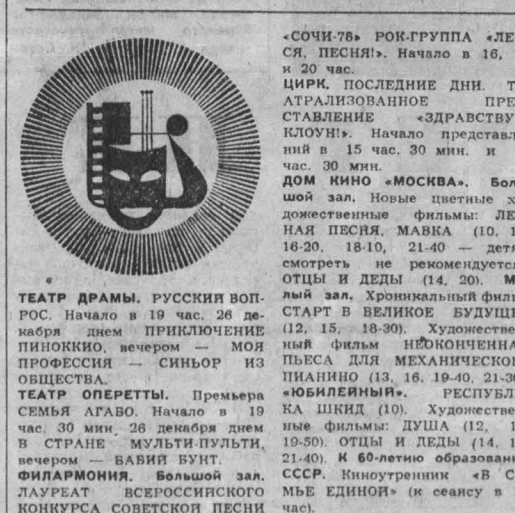 ТЕАТР ДРАМЫ. РУССКИЙ ВОП-
РОС. Начало в 19 час. 26 де-
кабря днем ПРИКЛЮЧЕНИЕ
ПИНОККИО, вечером — МОЯ
ПРОФЕССИЯ — СИНЬОР ИЗ
ОБЩЕСТВА.
ТЕАТР ОПЕРЕТТЫ. Премьера
СЕМЬЯ АГАБО. Начало в 19
час. 30 мин. 26 декабря днем
В СТРАНЕ МУЛЬТИ-ПУЛЬТИ,
вечером — БАБИЙ БУНТ.
ФИЛАРМОНИЯ. Большой зал.
ЛАУРЕАТ ВСЕРОССИЙСКОГО
КОНКУРСА СОВЕТСКОЙ ПЕСНИ
«СОЧИ-78» РОК-ГРУППА «ЛЕ
СЯ, ПЕСНЯ!». Начало в 16,
и 20 час.
ЦИРК. ПОСЛЕДНИЕ ДНИ. Т
АТРАЛИЗОВАННОЕ ПРЕ
СТАВЛЕНИЕ «ЗДРАВСТВУ
КЛОУН!». Начало представл
ний в 15 час. 30 мин. и
час. 30 мин.
ДОМ КИНО «МОСКВА». Бол
шой зал. Новые цветные х
дожественные фильмы: ЛЕ
НАЯ ПЕСНЯ, МАВКА (10, 1
16-20, 18-10, 21-40 — детя
смотреть не рекомендуетс
ОТЦЫ И ДЕДЫ (14, 20). М
лый зал. Хроникальный филь
СТАРТ В ВЕЛИКОЕ БУДУЩЕ
(12, 15, 18-30). Художестве
ный фильм НЕОКОНЧЕННА
ПЬЕСА ДЛЯ МЕХАНИЧЕСКО
ПИАНИНО (13, 16, 19-40, 21-3
«ЮБИЛЕЙНЫЙ». РЕСПУБЛ
КА ШКИД (10). Художестве
ные фильмы: ДУША (12,
19-50). ОТЦЫ И ДЕДЫ (14, 1
21-40). К 60-летию образован
СССР. Киноутренник «В С
МЬЕ ЕДИНОЙ» (к сеансу в
час).